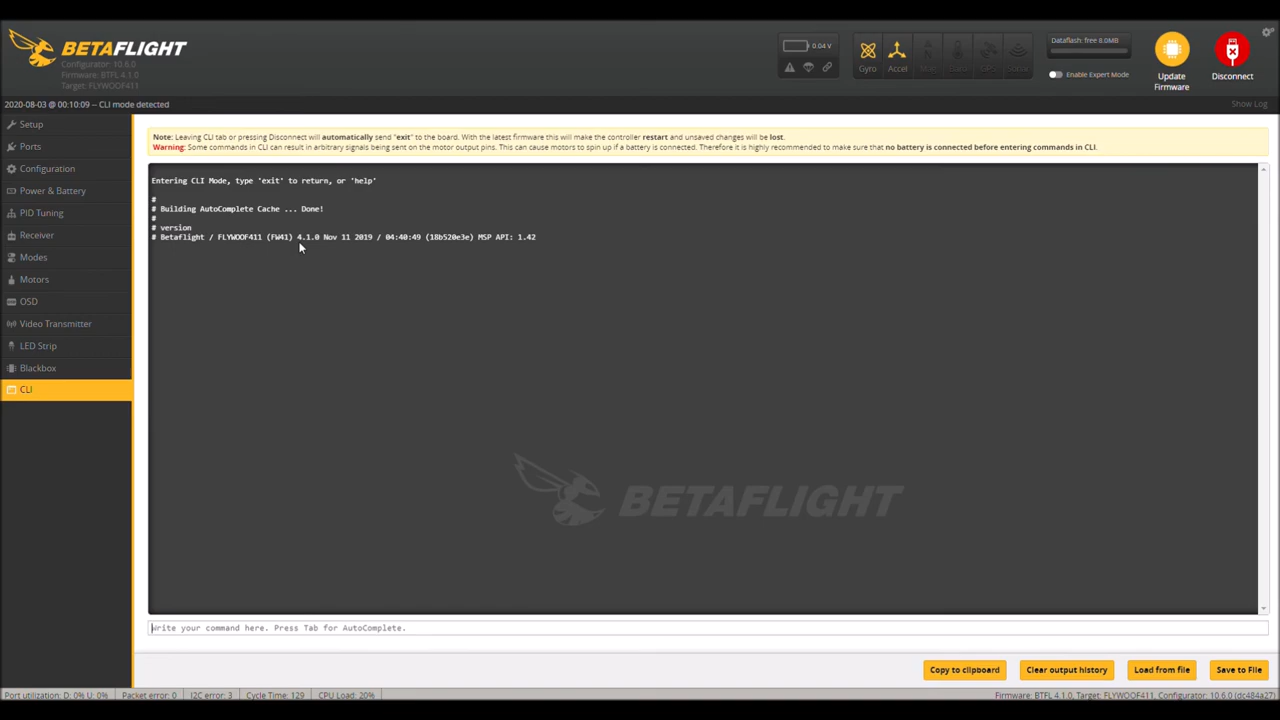 BETAFLIGHT
Configurator: 10.6.0
Firmware: BTFL 4.1.0
Target: FLYWOOF411
0.04 V
Gyro
Accel
Mag
Baro
GPS
Sonar
Dataflash: free 8.0MB
Enable Expert Mode
Update
Firmware
Disconnect
2020-08-03 @ 00:10:09 -- CLI mode detected
Show Log
Setup
Ports
Configuration
Power & Battery
PID Tuning
Receiver
Modes
Motors
OSD
Video Transmitter
LED Strip
Blackbox
CLI
Note: Leaving CLI tab or pressing Disconnect will automatically send "exit" to the board. With the latest firmware this will make the controller restart and unsaved changes will be lost.
Warning: Some commands in CLI can result in arbitrary signals being sent on the motor output pins. This can cause motors to spin up if a battery is connected. Therefore it is highly recommended to make sure that no battery is connected before entering commands in CLI.
Entering CLI Mode, type 'exit' to return, or 'help'
#
# Building AutoComplete Cache ... Done!
#
# version
# Betaflight / FLYWOOF411 (FW41) 4.1.0 Nov 11 2019 / 04:40:49 (18b520e3e) MSP API: 1.42
BETAFLIGHT
Write your command here. Press Tab for AutoComplete.
Copy to clipboard
Clear output history
Load from file
Save to File
Port utilization: D: 0% U: 0%
Packet error: 0
I2C error: 3
Cycle Time: 129
CPU Load: 20%
Firmware: BTFL 4.1.0, Target: FLYWOOF411, Configurator: 10.6.0 (dc484a27)